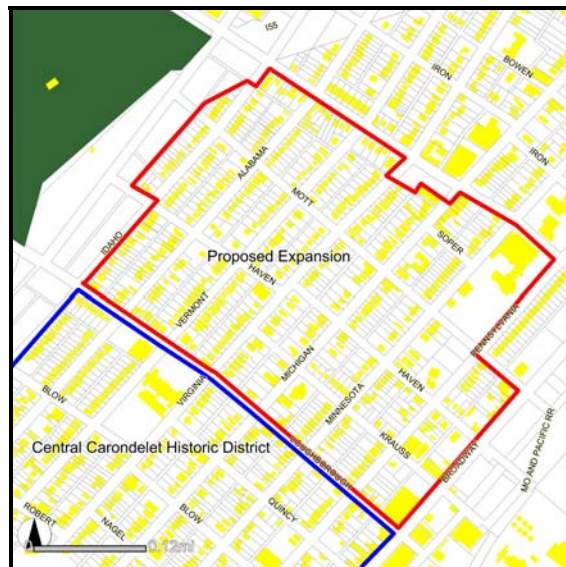 I55
IRON
BOWEN
IRON
ALABAMA
MOTT
SOPER
IDAHO
Proposed Expansion
HAVEN
VERMONT
PENNSYLVANIA
MICHIGAN
HAVEN
VIRGINIA
MINNESOTA
BLOW
KRAUSS
Central Carondelet Historic District
LOUGHBOROUGH
BROADWAY
MO AND PACIFIC RR
QUINCY
ROBERT
NAGEL
BLOW
0.12mi